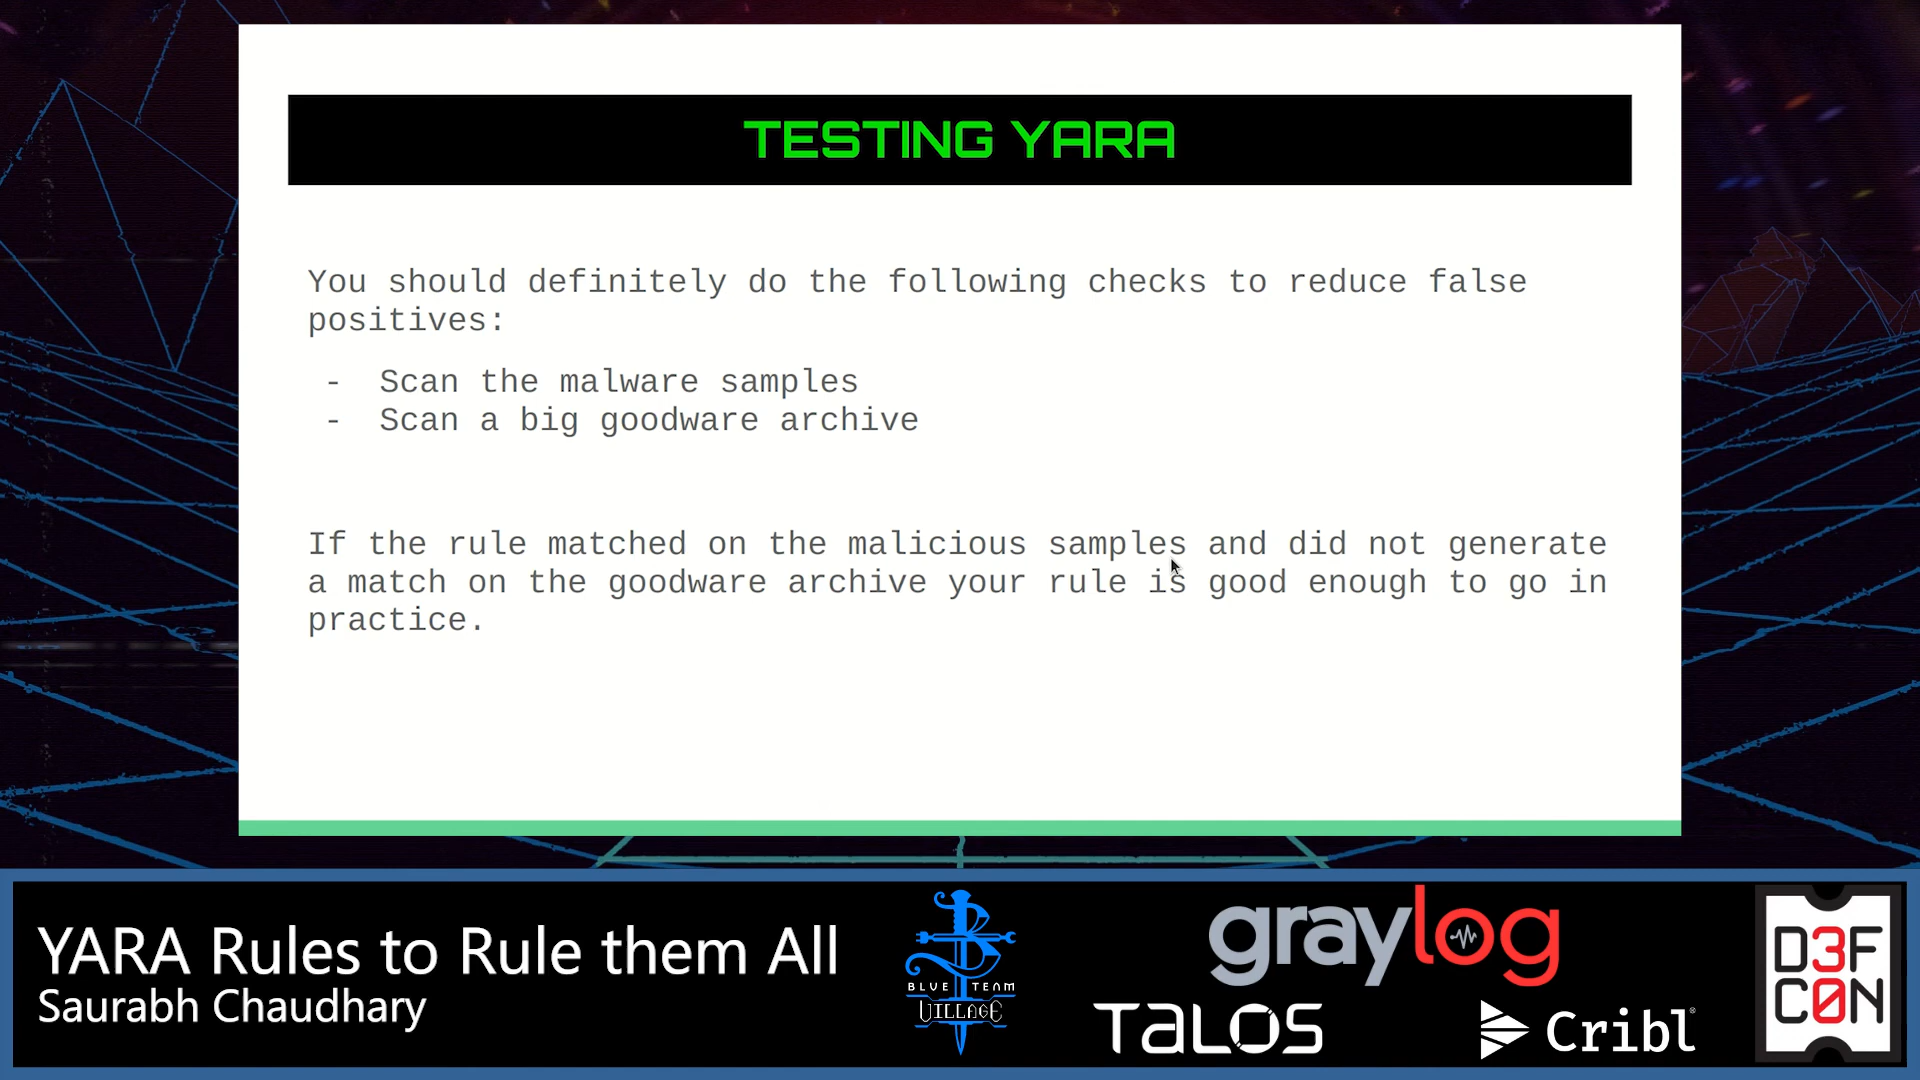 TESTING YARA
You should definitely do the following checks to reduce false
positives:
- Scan the malware samples
- Scan a big goodware archive
If the rule matched on the malicious samples and did not generate
a match on the goodware archive your rule is good enough to go in
practice.
YARA Rules to Rule them All
Saurabh Chaudhary
BLUE TEAM
VILLAGE
graylog
TALOS
Cribl®
D3F
C0N